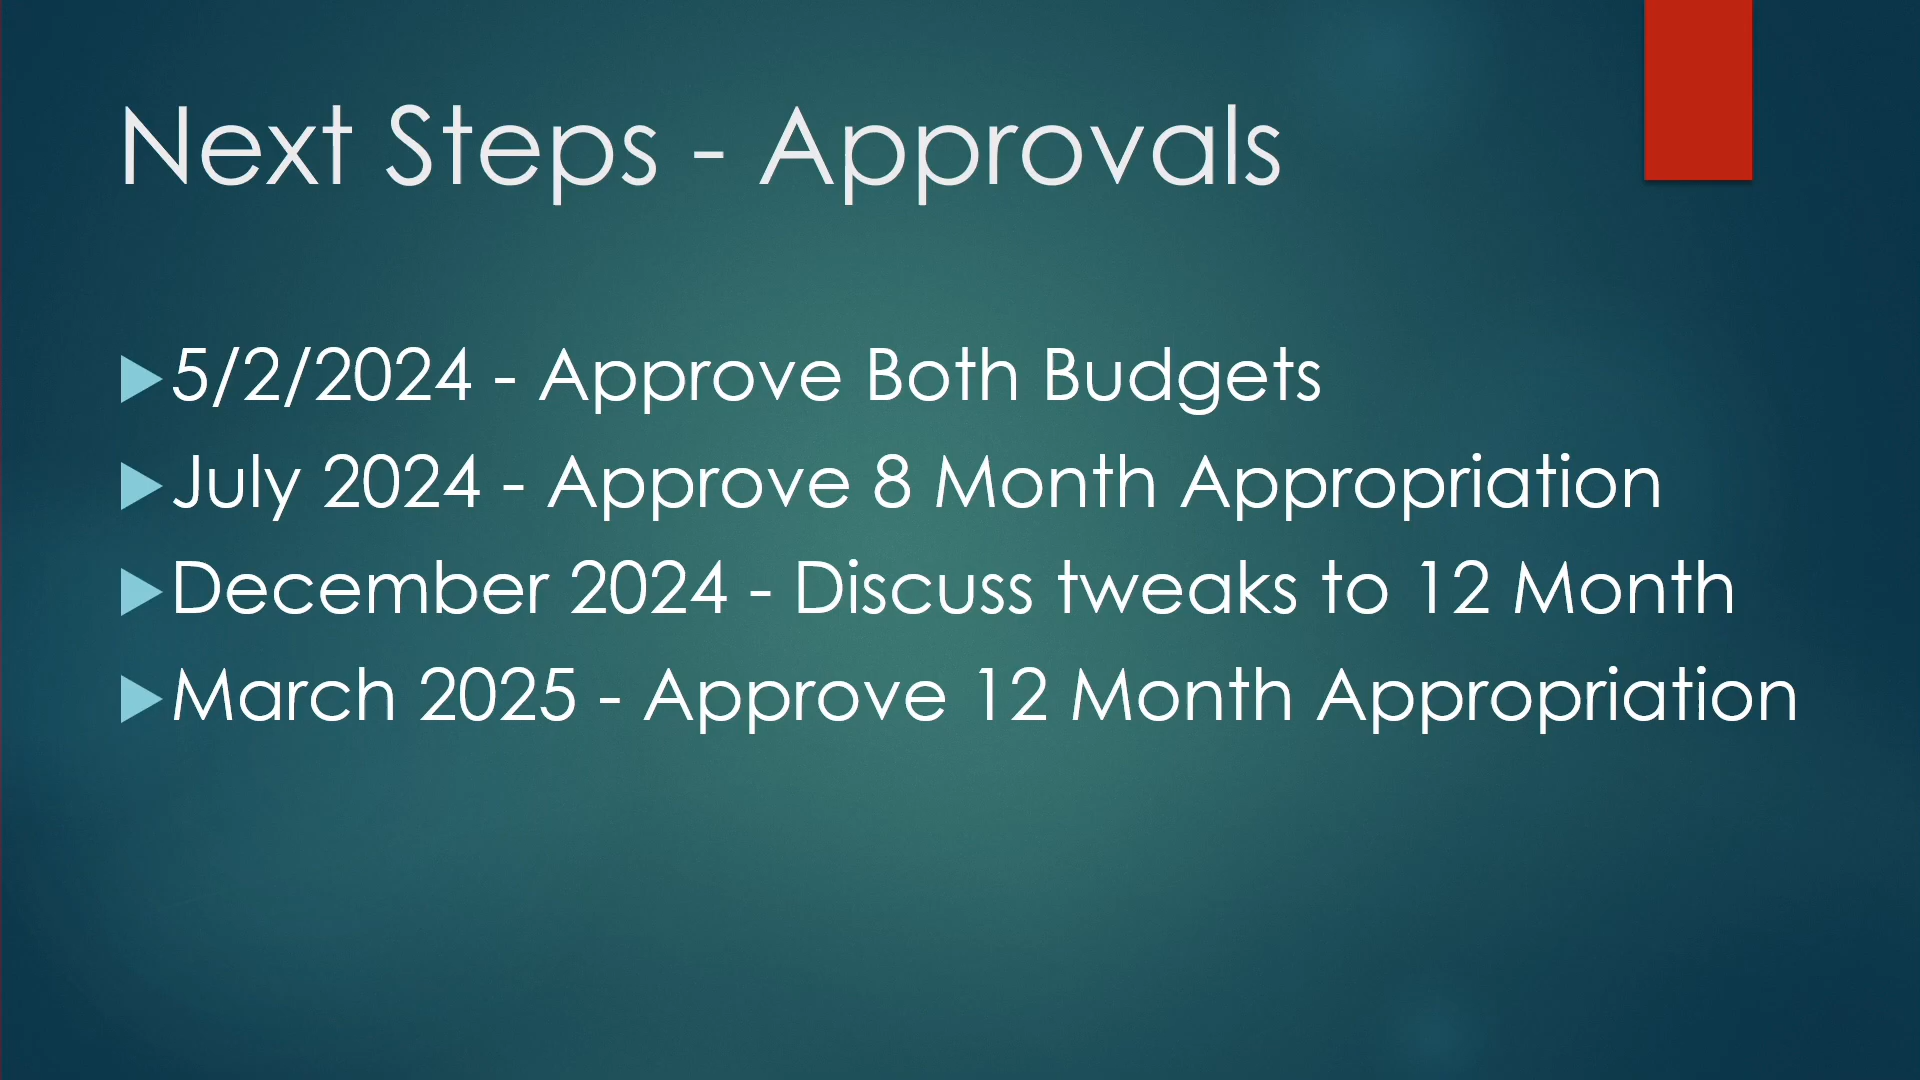 Next Steps - Approvals
5/2/2024 - Approve Both Budgets
July 2024 - Approve 8 Month Appropriation
December 2024 - Discuss tweaks to 12 Month
March 2025 - Approve 12 Month Appropriation